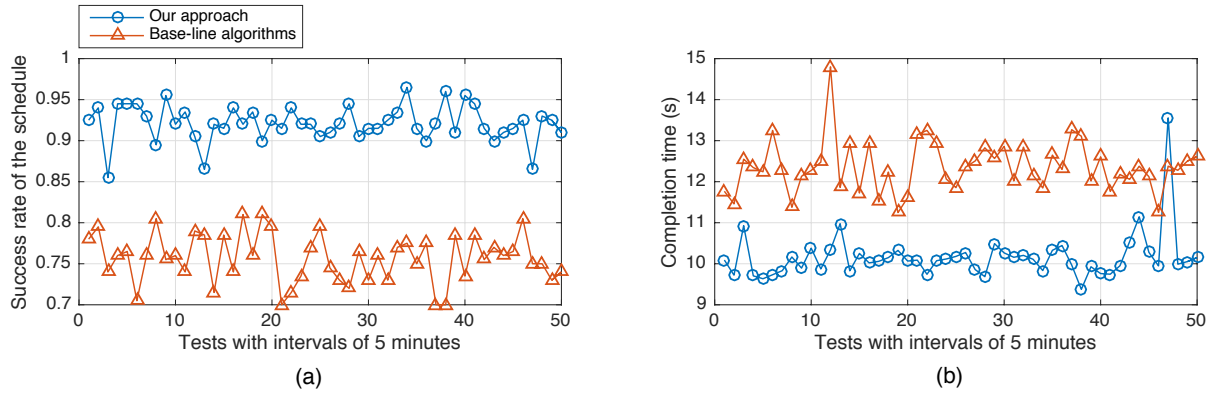 Our approach
Base-line algorithms
Success rate of the schedule
1
0.95
0.9
0.85
0.8
0.75
0.7
0 10 20 30 40 50
Tests with intervals of 5 minutes
(a)
Completion time (s)
15
14
13
12
11
10
9
0 10 20 30 40 50
Tests with intervals of 5 minutes
(b)